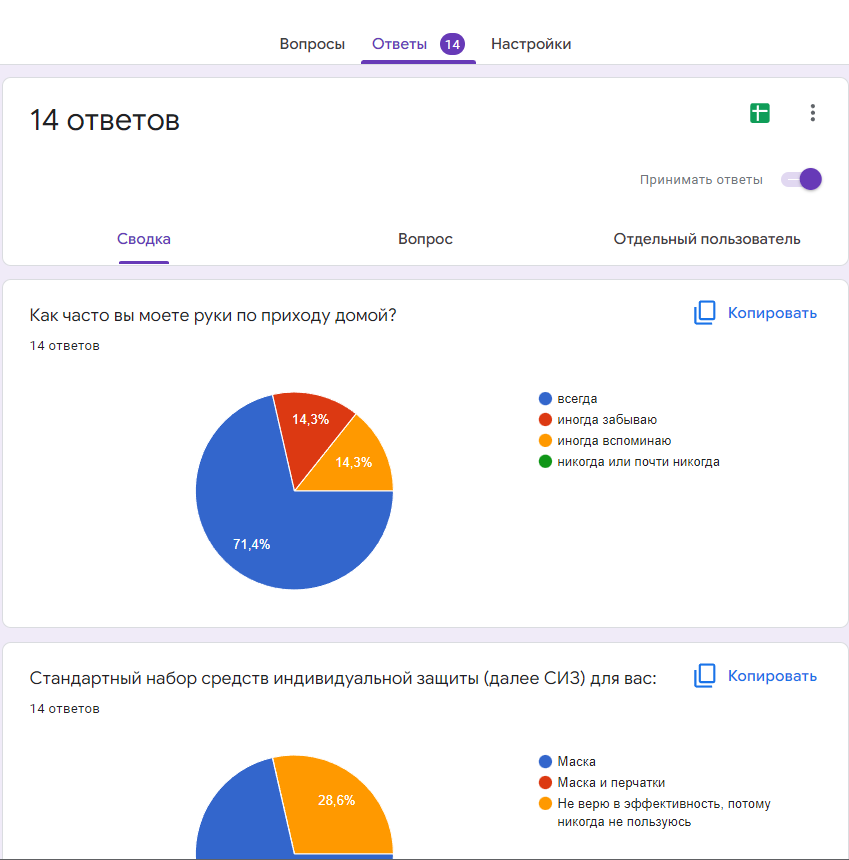 Вопросы Ответы 14 Настройки
14 ответов
Принимать ответы
Сводка Вопрос Отдельный пользователь
Как часто вы моете руки по приходу домой?
Копировать
14 ответов
всегда
иногда забываю
иногда вспоминаю
никогда или почти никогда
14,3%
14,3%
71,4%
Стандартный набор средств индивидуальной защиты (далее СИЗ) для вас:
Копировать
14 ответов
Маска
Маска и перчатки
Не верю в эффективность, потому
никогда не пользуюсь
28,6%